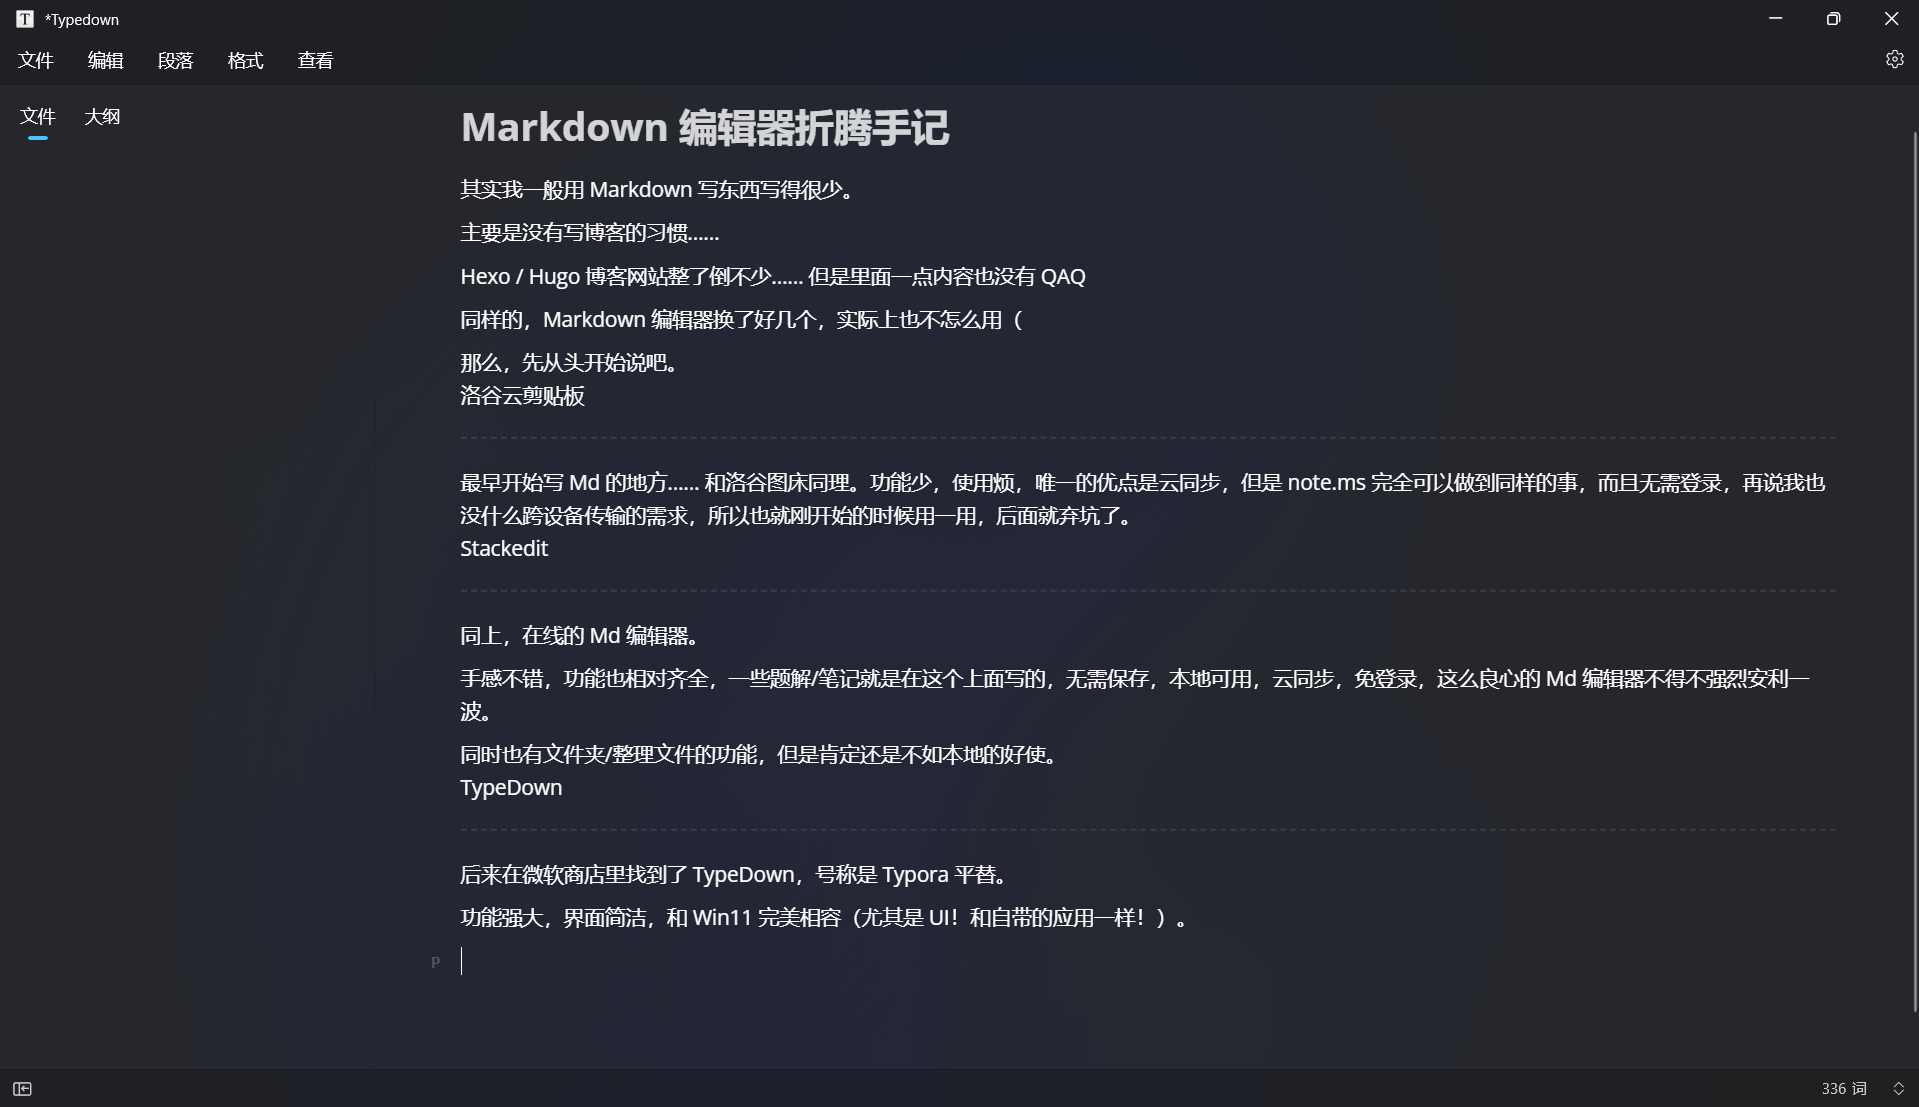 *Typedown
文件 编辑 段落 格式 查看
文件 大纲
Markdown 编辑器折腾手记
其实我一般用 Markdown 写东西写得很少。
主要是没有写博客的习惯......
Hexo / Hugo 博客网站整了倒不少...... 但是里面一点内容也没有 QAQ
同样的，Markdown 编辑器换了好几个，实际上也不怎么用（
那么，先从头开始说吧。
洛谷云剪贴板
最早开始写 Md 的地方...... 和洛谷图床同理。功能少，使用烦，唯一的优点是云同步，但是 note.ms 完全可以做到同样的事，而且无需登录，再说我也
没什么跨设备传输的需求，所以也就刚开始的时候用一用，后面就弃坑了。
Stackedit
同上，在线的 Md 编辑器。
手感不错，功能也相对齐全，一些题解/笔记就是在这个上面写的，无需保存，本地可用，云同步，免登录，这么良心的 Md 编辑器不得不强烈安利一
波。
同时也有文件夹/整理文件的功能，但是肯定还是不如本地的好使。
TypeDown
后来在微软商店里找到了 TypeDown，号称是 Typora 平替。
功能强大，界面简洁，和 Win11 完美相容（尤其是 UI！和自带的应用一样！）。
P
336 词